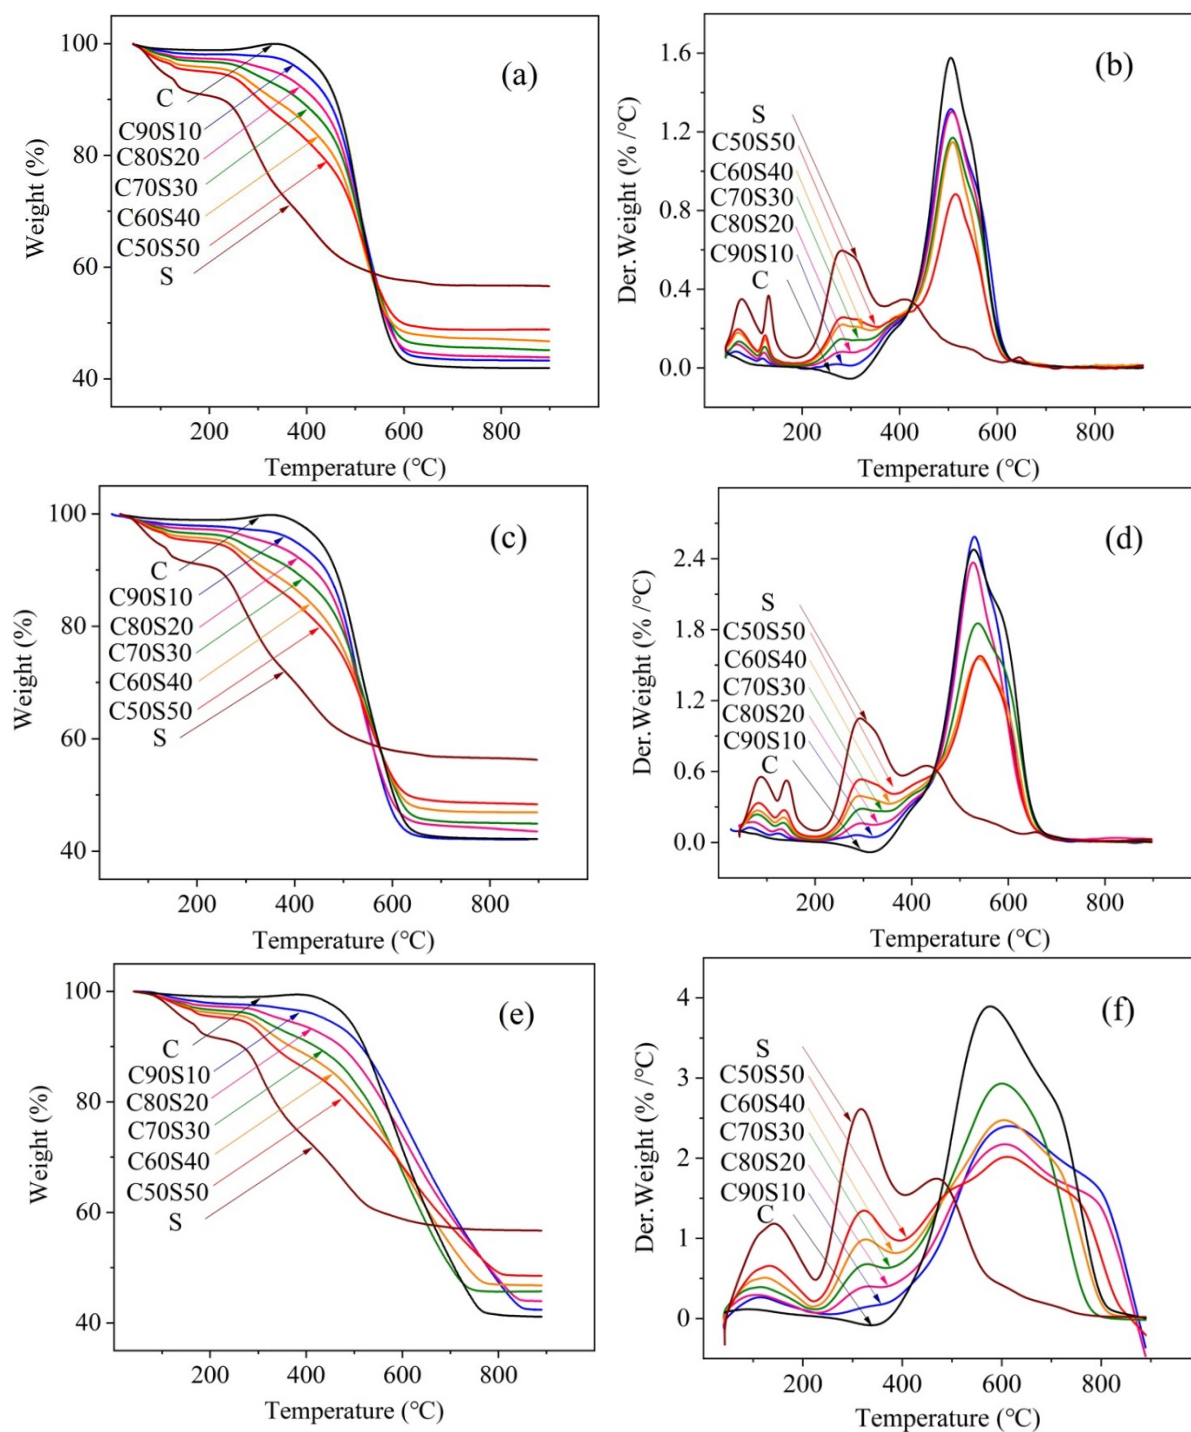 (a)
Weight (%)
100
80
60
40
C
C90S10
C80S20
C70S30
C60S40
C50S50
S
200 400 600 800
Temperature (℃)
(b)
Der.Weight (% /℃)
1.6
1.2
0.8
0.4
0.0
S
C50S50
C60S40
C70S30
C80S20
C90S10
C
200 400 600 800
Temperature (℃)
(c)
Weight (%)
100
80
60
40
C
C90S10
C80S20
C70S30
C60S40
C50S50
S
200 400 600 800
Temperature (℃)
(d)
Der.Weight (% /℃)
2.4
1.8
1.2
0.6
0.0
S
C50S50
C60S40
C70S30
C80S20
C90S10
C
200 400 600 800
Temperature (℃)
(e)
Weight (%)
100
80
60
40
C
C90S10
C80S20
C70S30
C60S40
C50S50
S
200 400 600 800
Temperature (℃)
(f)
Der.Weight (% /℃)
4
3
2
1
0
S
C50S50
C60S40
C70S30
C80S20
C90S10
C
200 400 600 800
Temperature (℃)